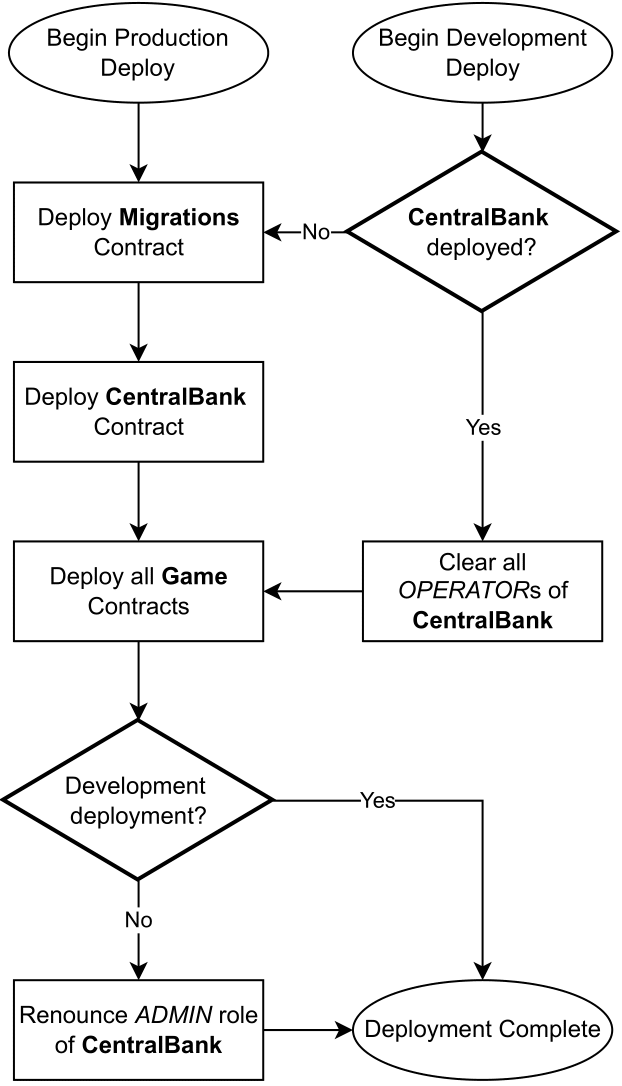 Begin Production
Deploy
Begin Development
Deploy
Deploy Migrations
Contract
No
CentralBank
deployed?
Deploy CentralBank
Contract
Yes
Deploy all Game
Contracts
Clear all
OPERATORs of
CentralBank
Development
deployment?
Yes
No
Renounce ADMIN role
of CentralBank
Deployment Complete